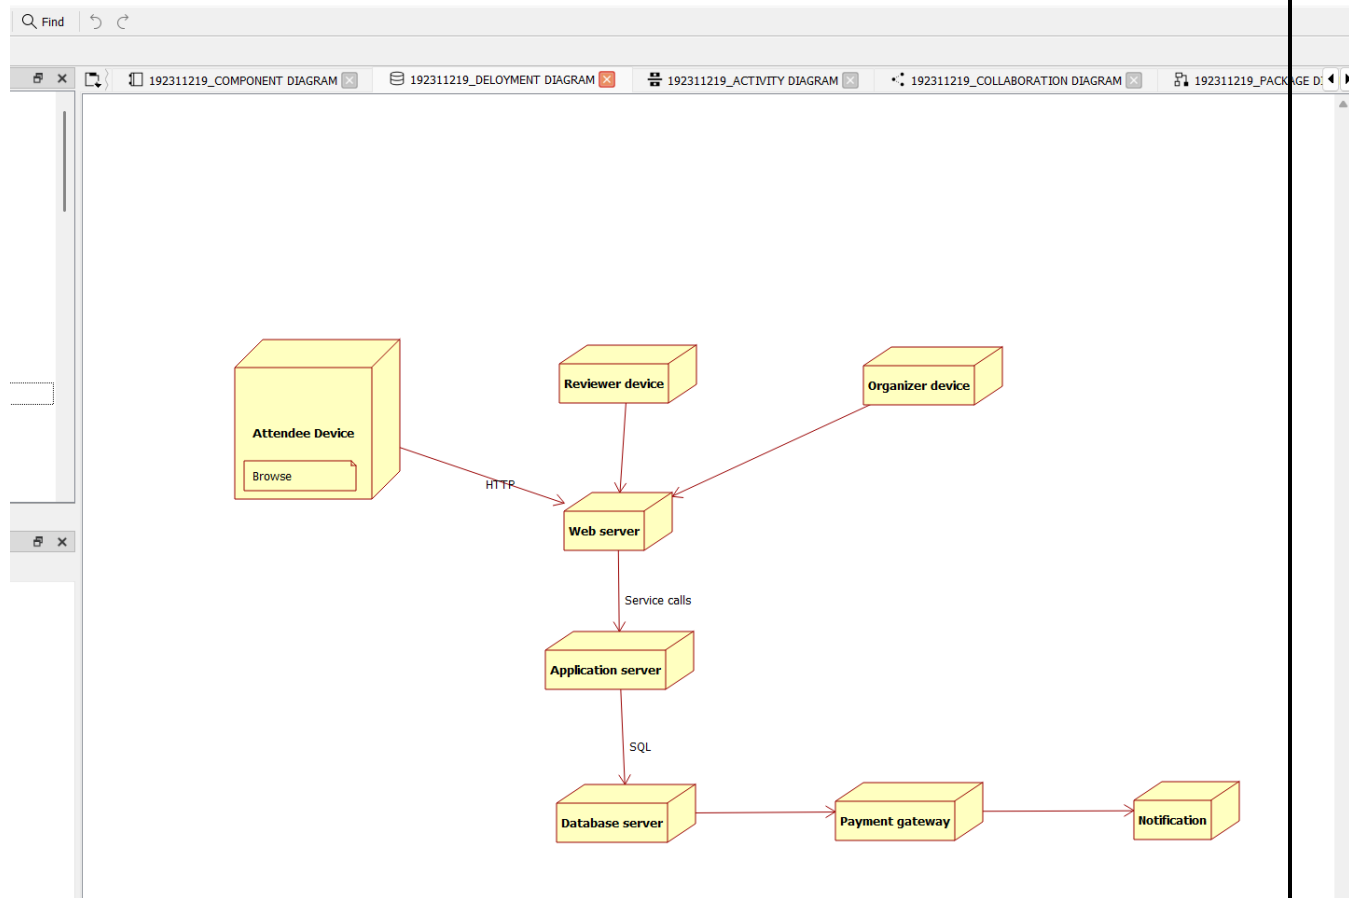 Find
192311219_COMPONENT DIAGRAM
192311219_DELOYMENT DIAGRAM
192311219_ACTIVITY DIAGRAM
192311219_COLLABORATION DIAGRAM
192311219_PACKAGE D
Reviewer device
Organizer device
Attendee Device
Browse
HTTP
Web server
Service calls
Application server
SQL
Database server
Payment gateway
Notification